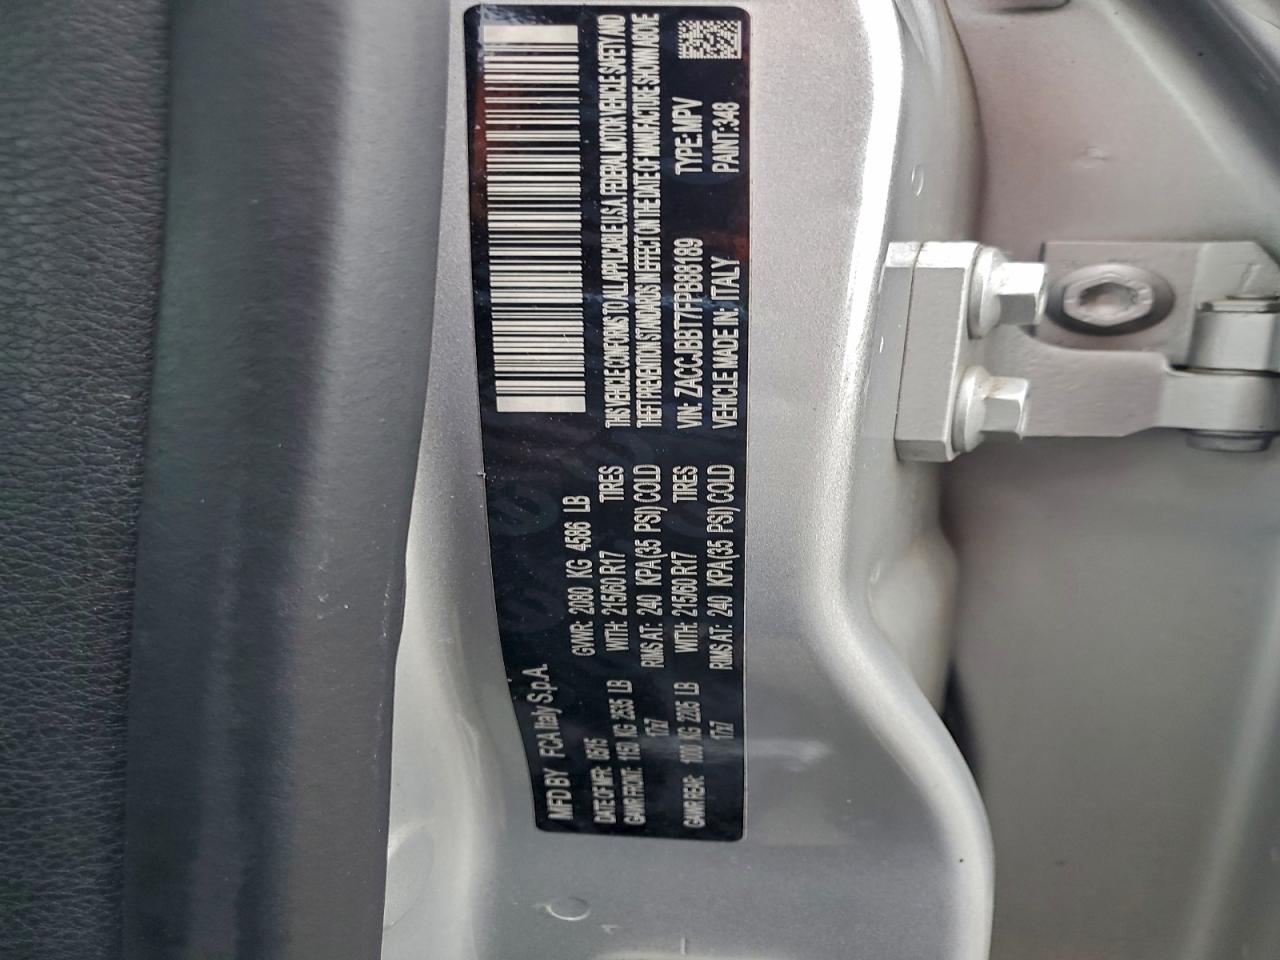 MFD BY FCA Italy S.p.A.
DATE OF MFR: 05/15 GVWR: 2080 KG 4586 LB
GAWR FRONT: 1150 KG 2535 LB WITH: 215/60 R17 TIRES
17x7 RIMS AT: 240 KPA(35 PSI) COLD
GAWR REAR: 1000 KG 2205 LB WITH: 215/60 R17 TIRES
17x7 RIMS AT: 240 KPA(35 PSI) COLD
THIS VEHICLE CONFORMS TO ALL APPLICABLE U.S.A. FEDERAL MOTOR VEHICLE SAFETY AND
THEFT PREVENTION STANDARDS IN EFFECT ON THE DATE OF MANUFACTURE SHOWN ABOVE
VIN: ZACCJBBT7FPB88189 TYPE: MPV
VEHICLE MADE IN: ITALY PAINT: 348